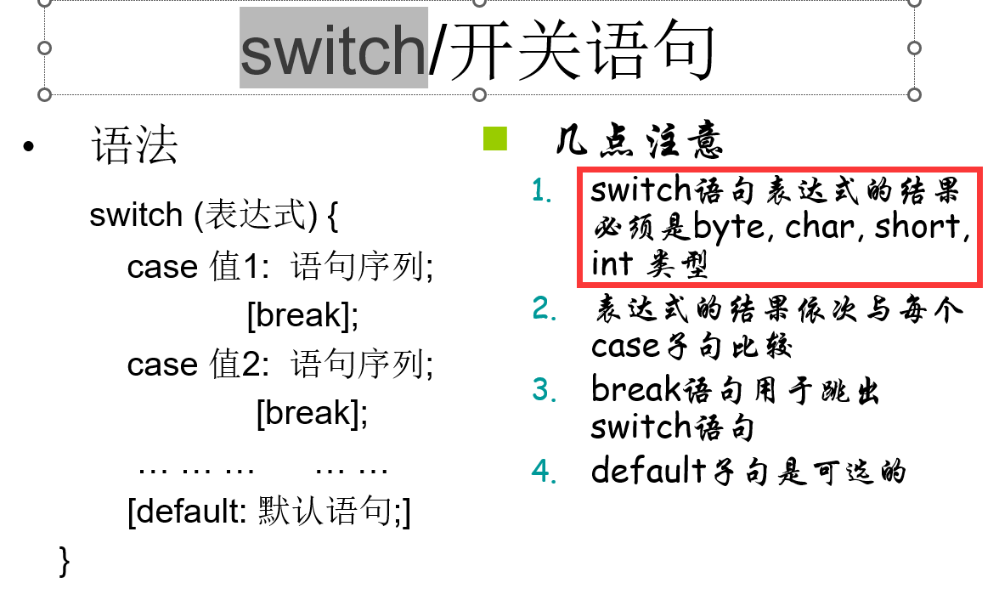 switch/开关语句
• 语法
switch (表达式) {
case 值1: 语句序列;
[break];
case 值2: 语句序列;
[break];
… … … … …
[default: 默认语句;]
}
几点注意
1. switch语句表达式的结果
必须是byte, char, short,
int 类型
2. 表达式的结果依次与每个
case子句比较
3. break语句用于跳出
switch语句
4. default子句是可选的